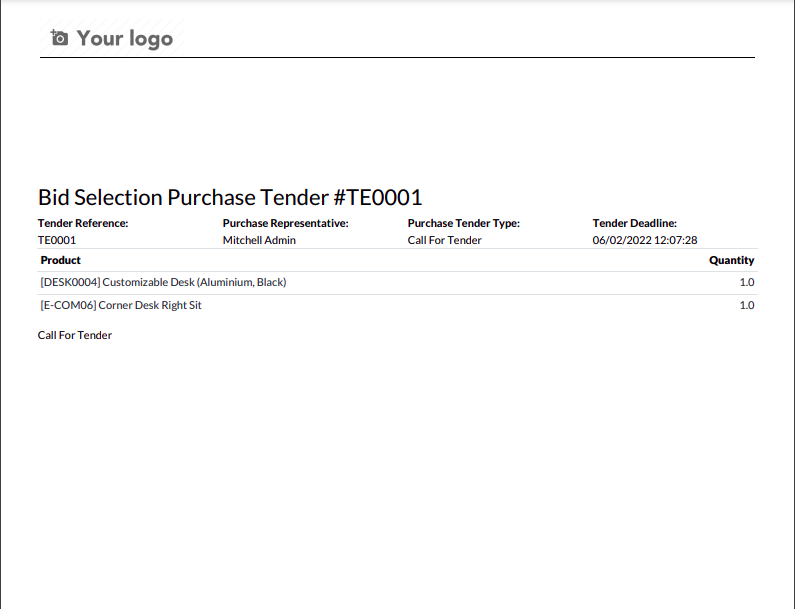 Your logo
Bid Selection Purchase Tender #TE0001
Tender Reference: Purchase Representative: Purchase Tender Type: Tender Deadline:
TE0001 Mitchell Admin Call For Tender 06/02/2022 12:07:28
Product Quantity
[DESK0004] Customizable Desk (Aluminium, Black) 1.0
[E-COM06] Corner Desk Right Sit 1.0
Call For Tender